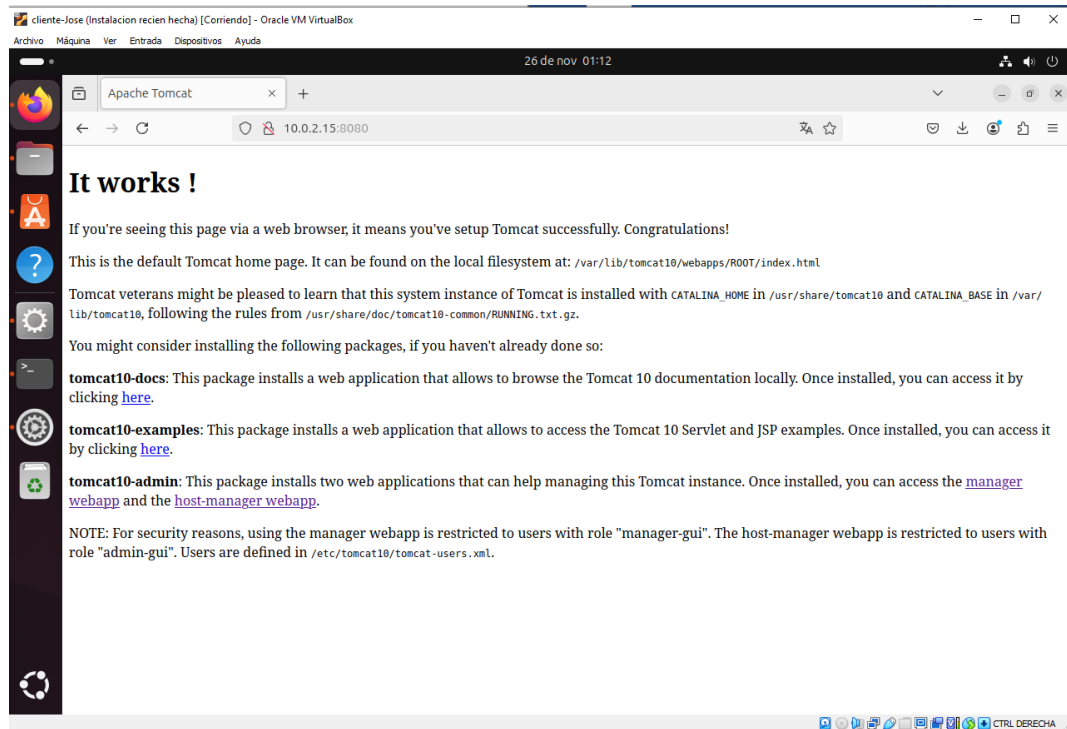 cliente-Jose (Instalacion recien hecha) [Corriendo] - Oracle VM VirtualBox
Archivo Máquina Ver Entrada Dispositivos Ayuda
26 de nov 01:12
Apache Tomcat
10.0.2.15:8080
It works !
If you're seeing this page via a web browser, it means you've setup Tomcat successfully. Congratulations!
This is the default Tomcat home page. It can be found on the local filesystem at: /var/lib/tomcat10/webapps/ROOT/index.html
Tomcat veterans might be pleased to learn that this system instance of Tomcat is installed with CATALINA_HOME in /usr/share/tomcat10 and CATALINA_BASE in /var/
lib/tomcat10, following the rules from /usr/share/doc/tomcat10-common/RUNNING.txt.gz.
You might consider installing the following packages, if you haven't already done so:
tomcat10-docs: This package installs a web application that allows to browse the Tomcat 10 documentation locally. Once installed, you can access it by
clicking here.
tomcat10-examples: This package installs a web application that allows to access the Tomcat 10 Servlet and JSP examples. Once installed, you can access it
by clicking here.
tomcat10-admin: This package installs two web applications that can help managing this Tomcat instance. Once installed, you can access the manager
webapp and the host-manager webapp.
NOTE: For security reasons, using the manager webapp is restricted to users with role "manager-gui". The host-manager webapp is restricted to users with
role "admin-gui". Users are defined in /etc/tomcat10/tomcat-users.xml.
CTRL DERECHA